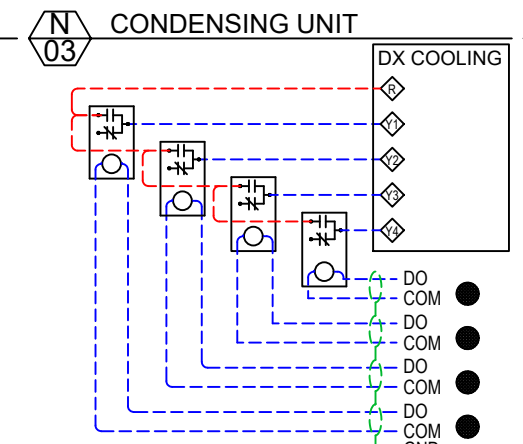 N
03
CONDENSING UNIT
DX COOLING
R
Y1
Y2
Y3
Y4
DO
COM
DO
COM
DO
COM
DO
COM